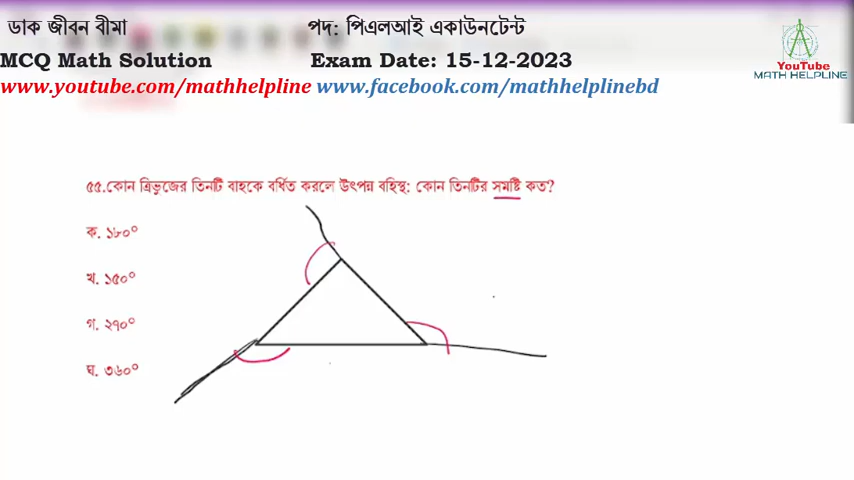 ডাক জীবন বীমা
পদ: পিএলআই একাউনটেন্ট
MCQ Math Solution
Exam Date: 15-12-2023
YouTube
MATH HELPLINE
www.youtube.com/mathhelpline www.facebook.com/mathhelplinebd
৫৫.কোন ত্রিভুজের তিনটি বাহকে বর্ধিত করলে উৎপন্ন বহিস্থ: কোন তিনটির সমষ্টি কত?
ক. ১৮০°
খ. ১৫০°
গ. ২৭০°
ঘ. ৩৬০°